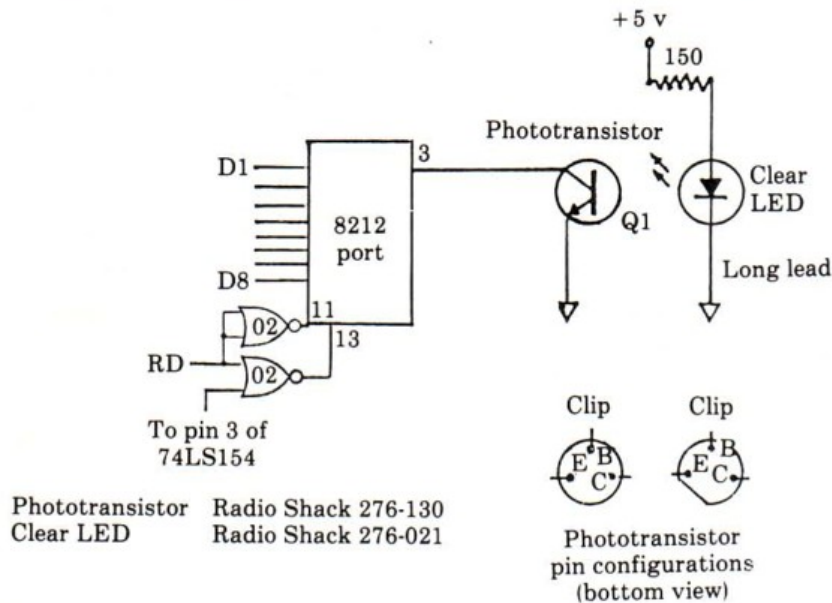 +5 v
150
Phototransistor
3
D1
Clear
LED
8212
port
Q1
D8
Long lead
11
02
13
RD
02
To pin 3 of
74LS154
Clip Clip
E B C
E B C
Phototransistor Radio Shack 276-130
Clear LED Radio Shack 276-021
Phototransistor
pin configurations
(bottom view)